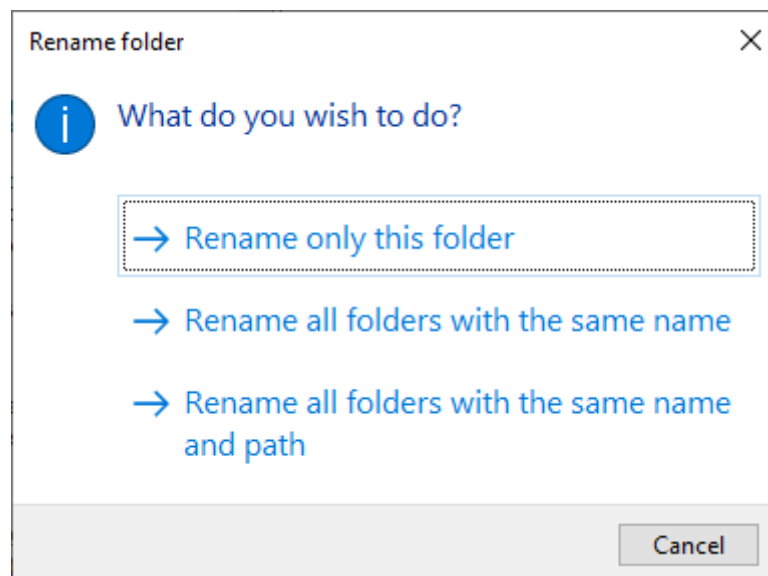 Rename folder
What do you wish to do?
Rename only this folder
Rename all folders with the same name
Rename all folders with the same name
and path
Cancel